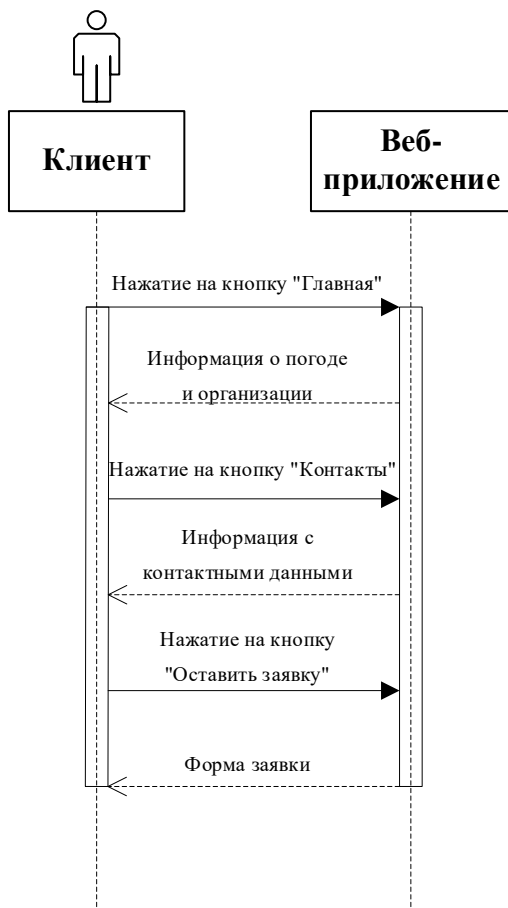 Клиент
Веб-
приложение
Нажатие на кнопку "Главная"
Информация о погоде
и организации
Нажатие на кнопку "Контакты"
Информация с
контактными данными
Нажатие на кнопку
"Оставить заявку"
Форма заявки